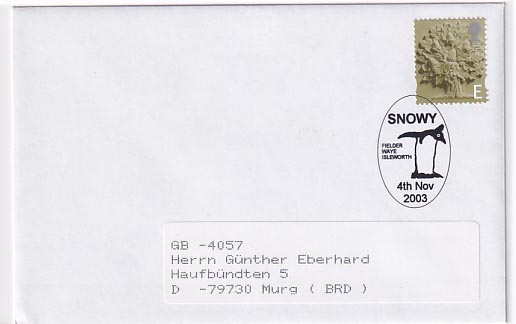 E
SNOWY
FIELDER
WAYE
ISLEWORTH
4th Nov
2003
GB -4057
Herrn Günther Eberhard
Haufbündten 5
D -79730 Murg ( BRD )